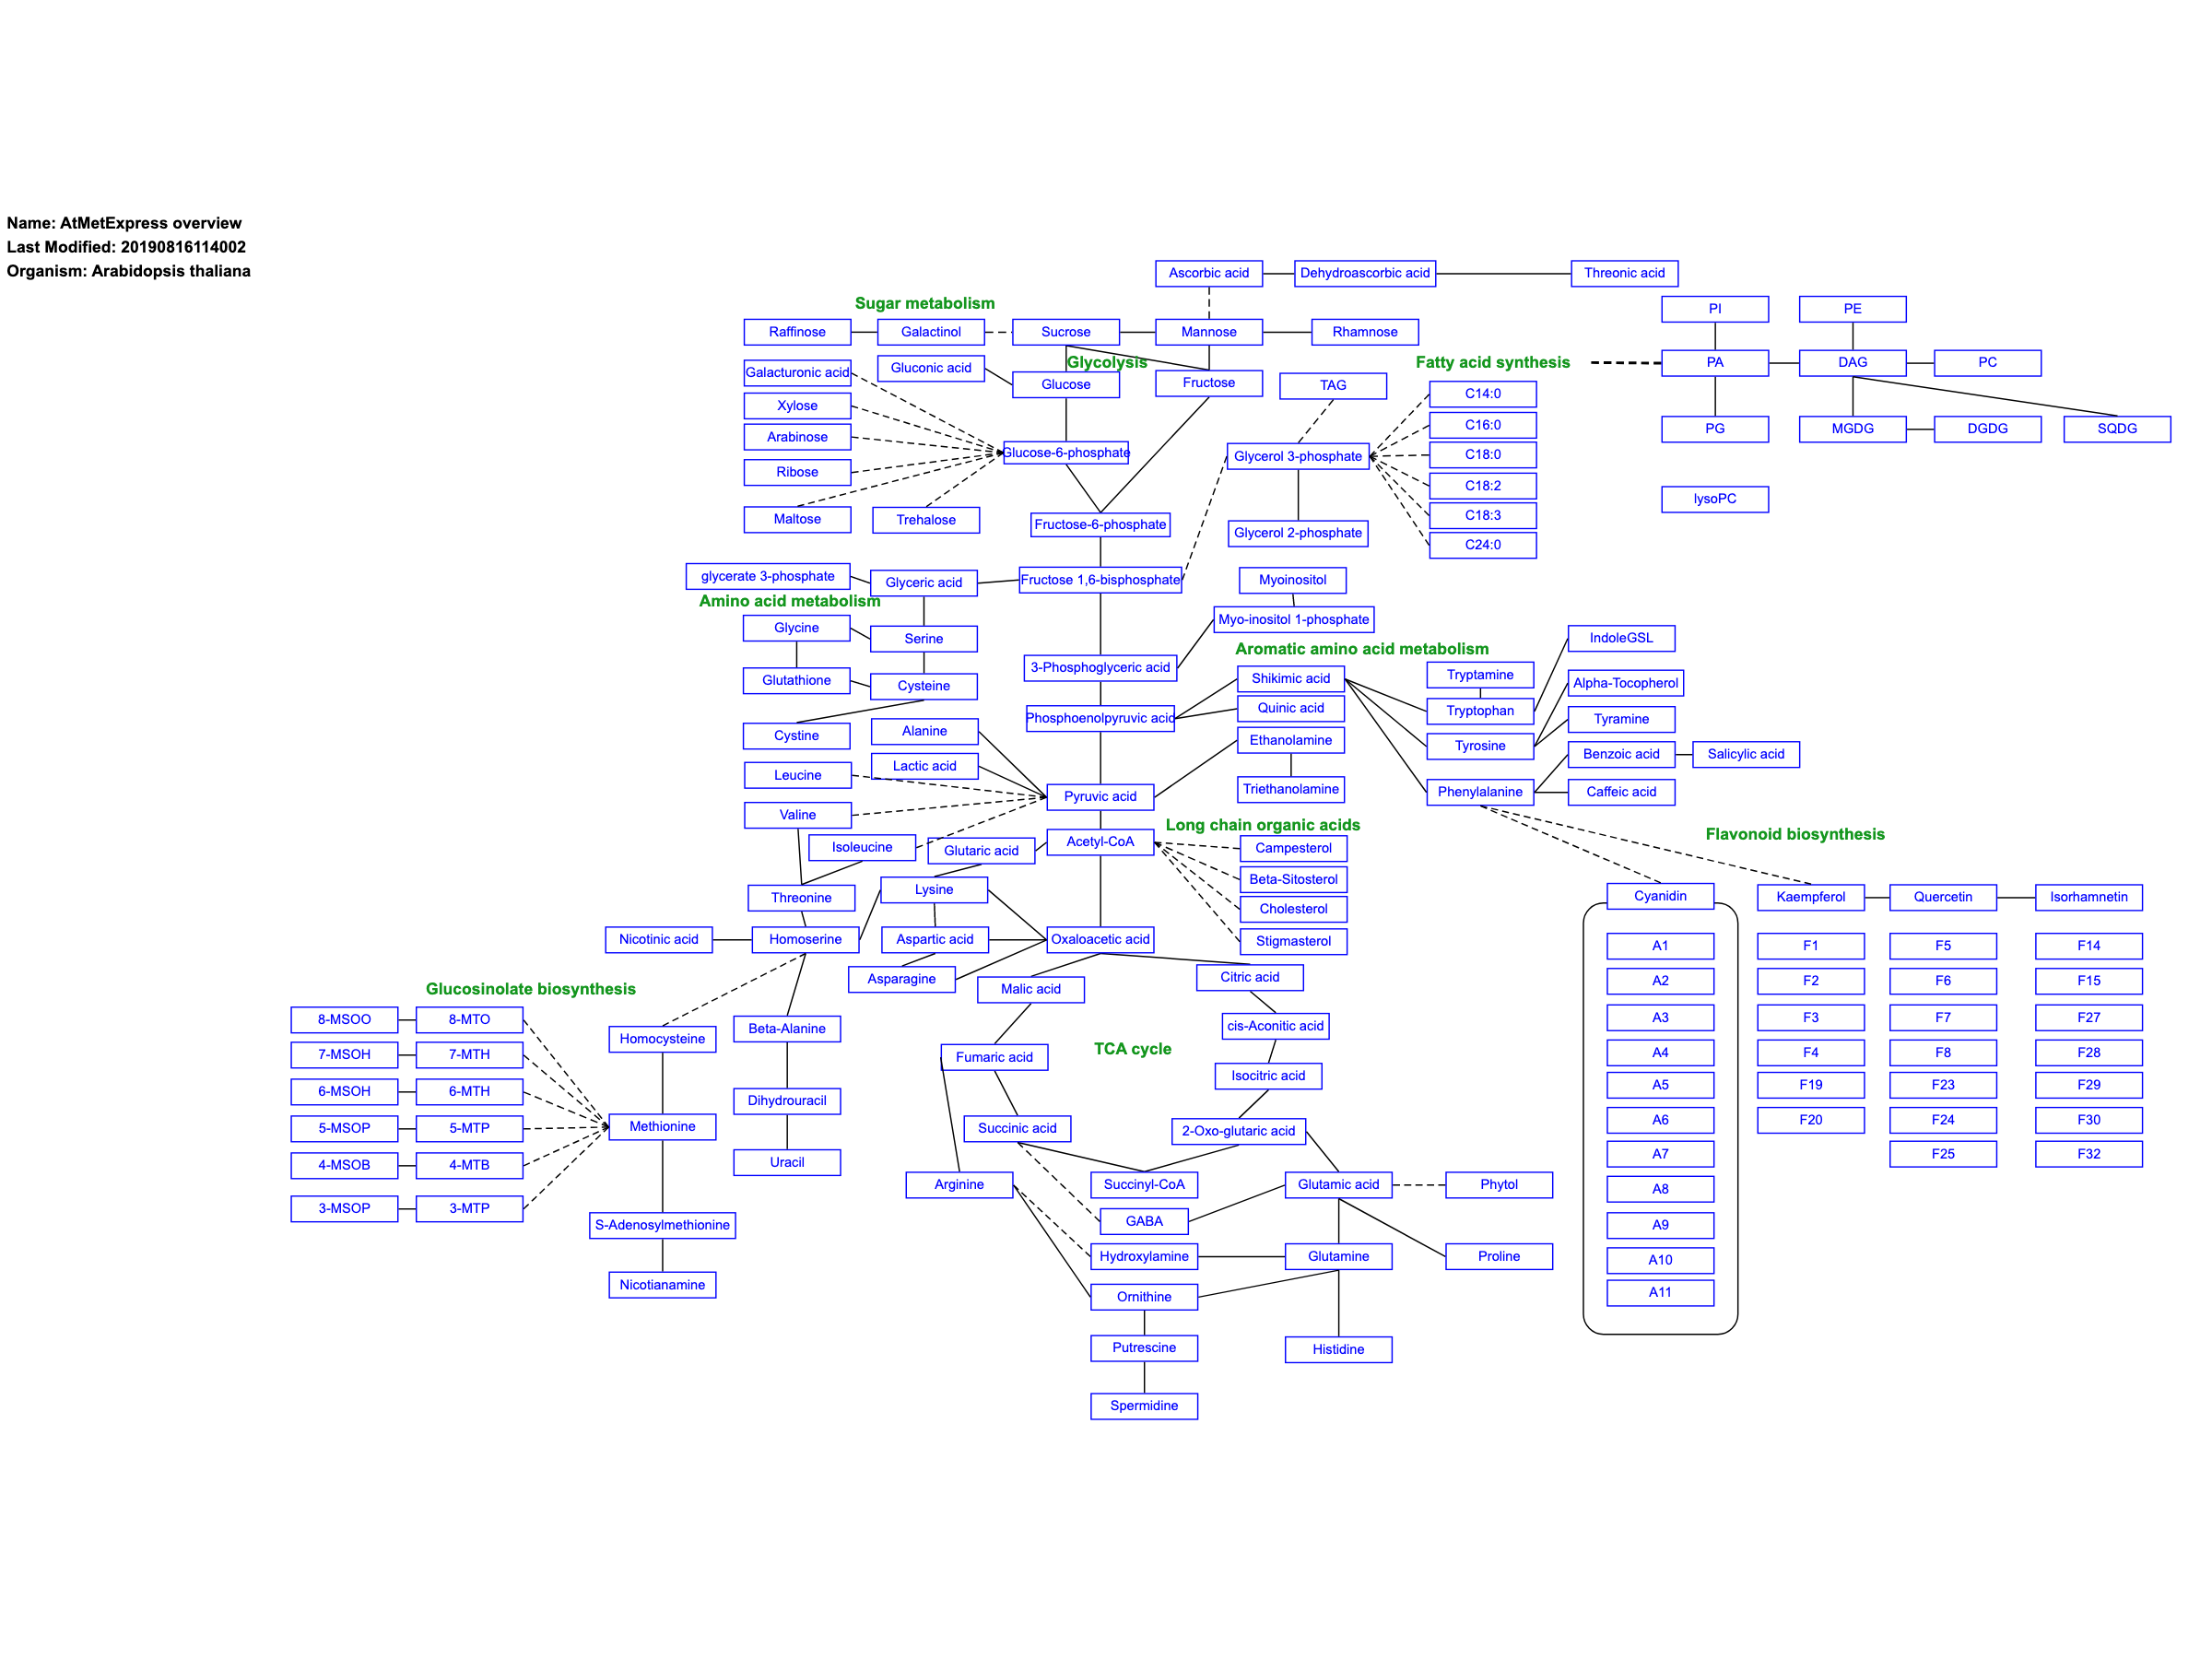 Name: AtMetExpress overview
Last Modified: 20190816114002
Organism: Arabidopsis thaliana
Ascorbic acid
Dehydroascorbic acid
Threonic acid
Sugar metabolism
PI
PE
Raffinose
Galactinol
Sucrose
Mannose
Rhamnose
Glycolysis
Fatty acid synthesis
PA
DAG
PC
Galacturonic acid
Gluconic acid
Glucose
Fructose
TAG
C14:0
Xylose
C16:0
PG
MGDG
DGDG
SQDG
Arabinose
Glucose-6-phosphate
Glycerol 3-phosphate
C18:0
Ribose
C18:2
lysoPC
Maltose
Trehalose
Fructose-6-phosphate
Glycerol 2-phosphate
C18:3
C24:0
glycerate 3-phosphate
Glyceric acid
Fructose 1,6-bisphosphate
Myoinositol
Amino acid metabolism
Myo-inositol 1-phosphate
Glycine
Serine
IndoleGSL
Aromatic amino acid metabolism
3-Phosphoglyceric acid
Glutathione
Cysteine
Shikimic acid
Tryptamine
Alpha-Tocopherol
Phosphoenolpyruvic acid
Quinic acid
Tryptophan
Tyramine
Cystine
Alanine
Ethanolamine
Tyrosine
Benzoic acid
Salicylic acid
Leucine
Lactic acid
Triethanolamine
Pyruvic acid
Phenylalanine
Caffeic acid
Valine
Long chain organic acids
Flavonoid biosynthesis
Isoleucine
Glutaric acid
Acetyl-CoA
Campesterol
Beta-Sitosterol
Threonine
Lysine
Cholesterol
Cyanidin
Kaempferol
Quercetin
Isorhamnetin
Nicotinic acid
Homoserine
Aspartic acid
Oxaloacetic acid
Stigmasterol
A1
F1
F5
F14
Asparagine
Malic acid
Citric acid
A2
F2
F6
F15
Glucosinolate biosynthesis
8-MSOO
8-MTO
Homocysteine
Beta-Alanine
cis-Aconitic acid
A3
F3
F7
F27
7-MSOH
7-MTH
Fumaric acid
TCA cycle
A4
F4
F8
F28
6-MSOH
6-MTH
Dihydrouracil
Isocitric acid
A5
F19
F23
F29
5-MSOP
5-MTP
Methionine
Succinic acid
2-Oxo-glutaric acid
A6
F20
F24
F30
4-MSOB
4-MTB
Uracil
A7
F25
F32
3-MSOP
3-MTP
Arginine
Succinyl-CoA
Glutamic acid
Phytol
A8
S-Adenosylmethionine
GABA
A9
Nicotianamine
Hydroxylamine
Glutamine
Proline
A10
Ornithine
A11
Putrescine
Histidine
Spermidine